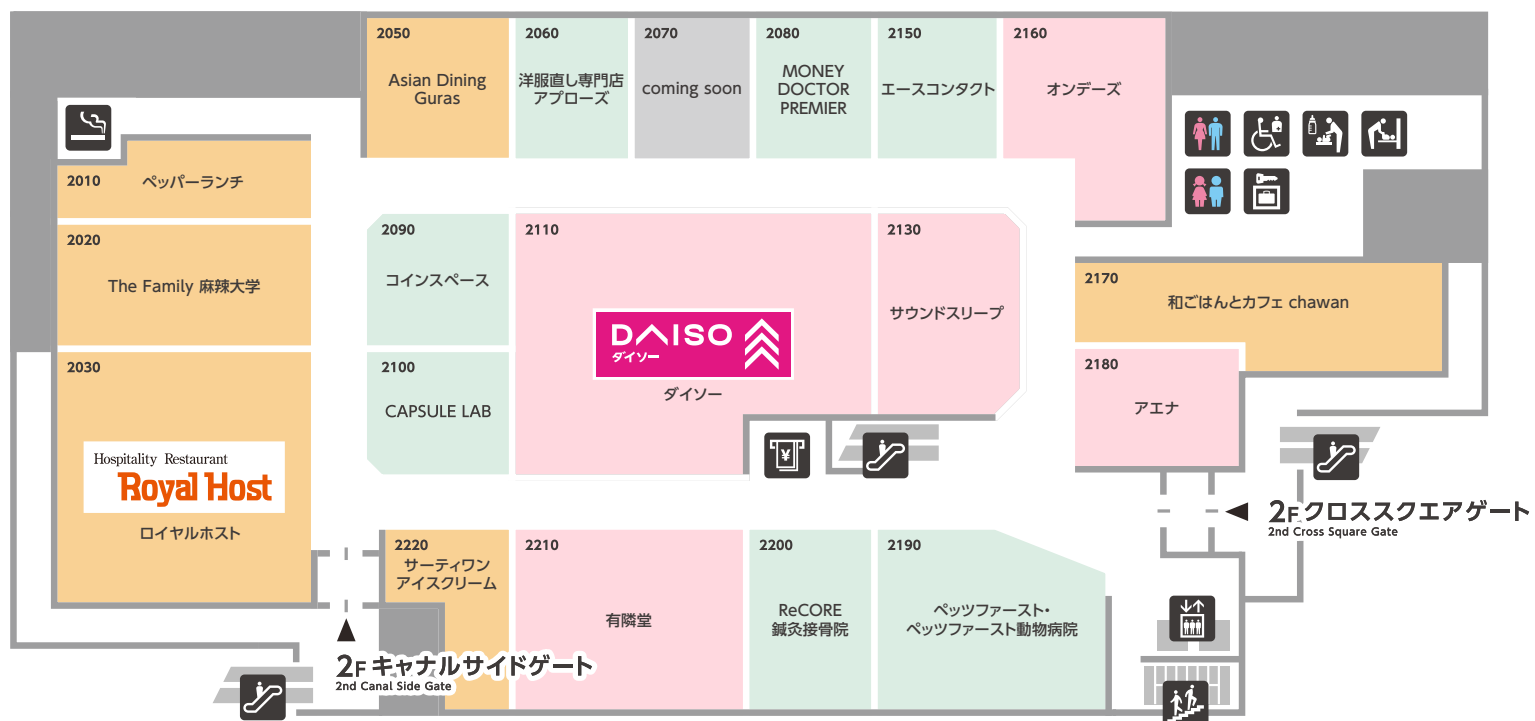 2050
Asian Dining
Guras
2060
洋服直し専門店
アプローズ
2070
coming soon
2080
MONEY
DOCTOR
PREMIER
2150
エースコンタクト
2160
オンデーズ
2010
ペッパーランチ
2020
The Family 麻辣大学
2030
Hospitality Restaurant
Royal Host
ロイヤルホスト
2090
コインスペース
2100
CAPSULE LAB
2110
DAISO
ダイソー
ダイソー
2130
サウンドスリープ
¥
2170
和ごはんとカフェ chawan
2180
アエナ
2F クロススクエアゲート
2nd Cross Square Gate
2220
サーティワン
アイスクリーム
2210
有隣堂
2200
ReCORE
鍼灸接骨院
2190
ペッツファースト・
ペッツファースト動物病院
2F キャナルサイドゲート
2nd Canal Side Gate